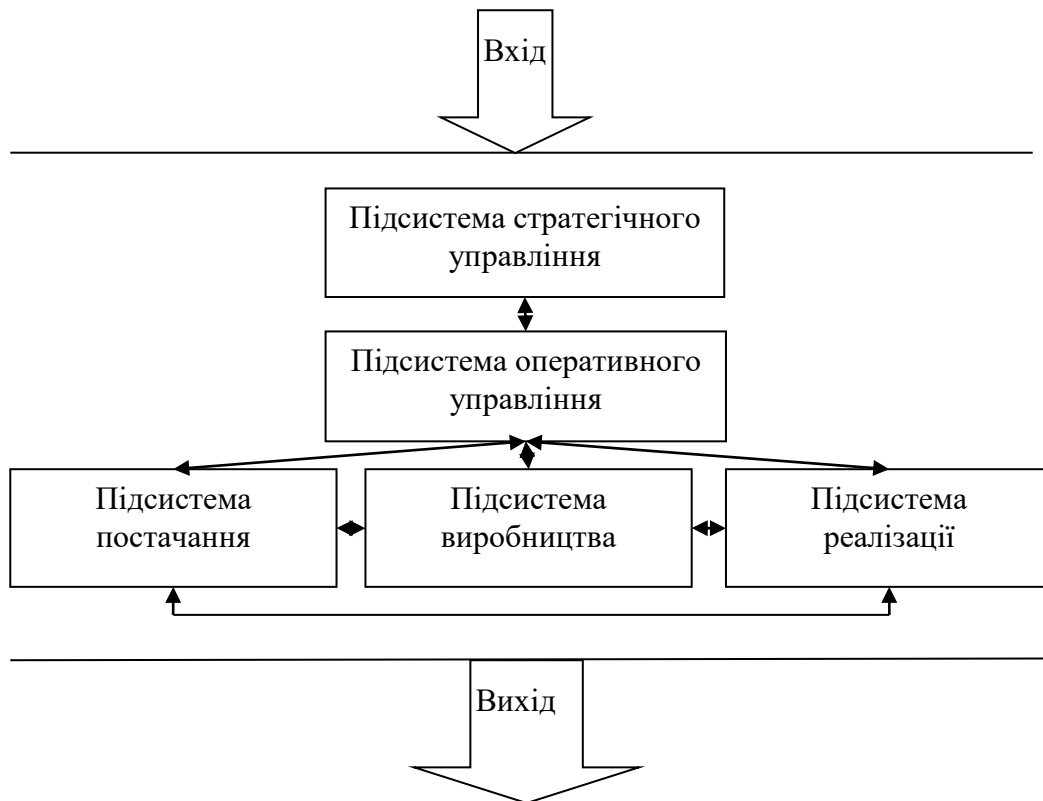 Вхід
Підсистема стратегічного
управління
Підсистема оперативного
управління
Підсистема
постачання
Підсистема
виробництва
Підсистема
реалізації
Вихід